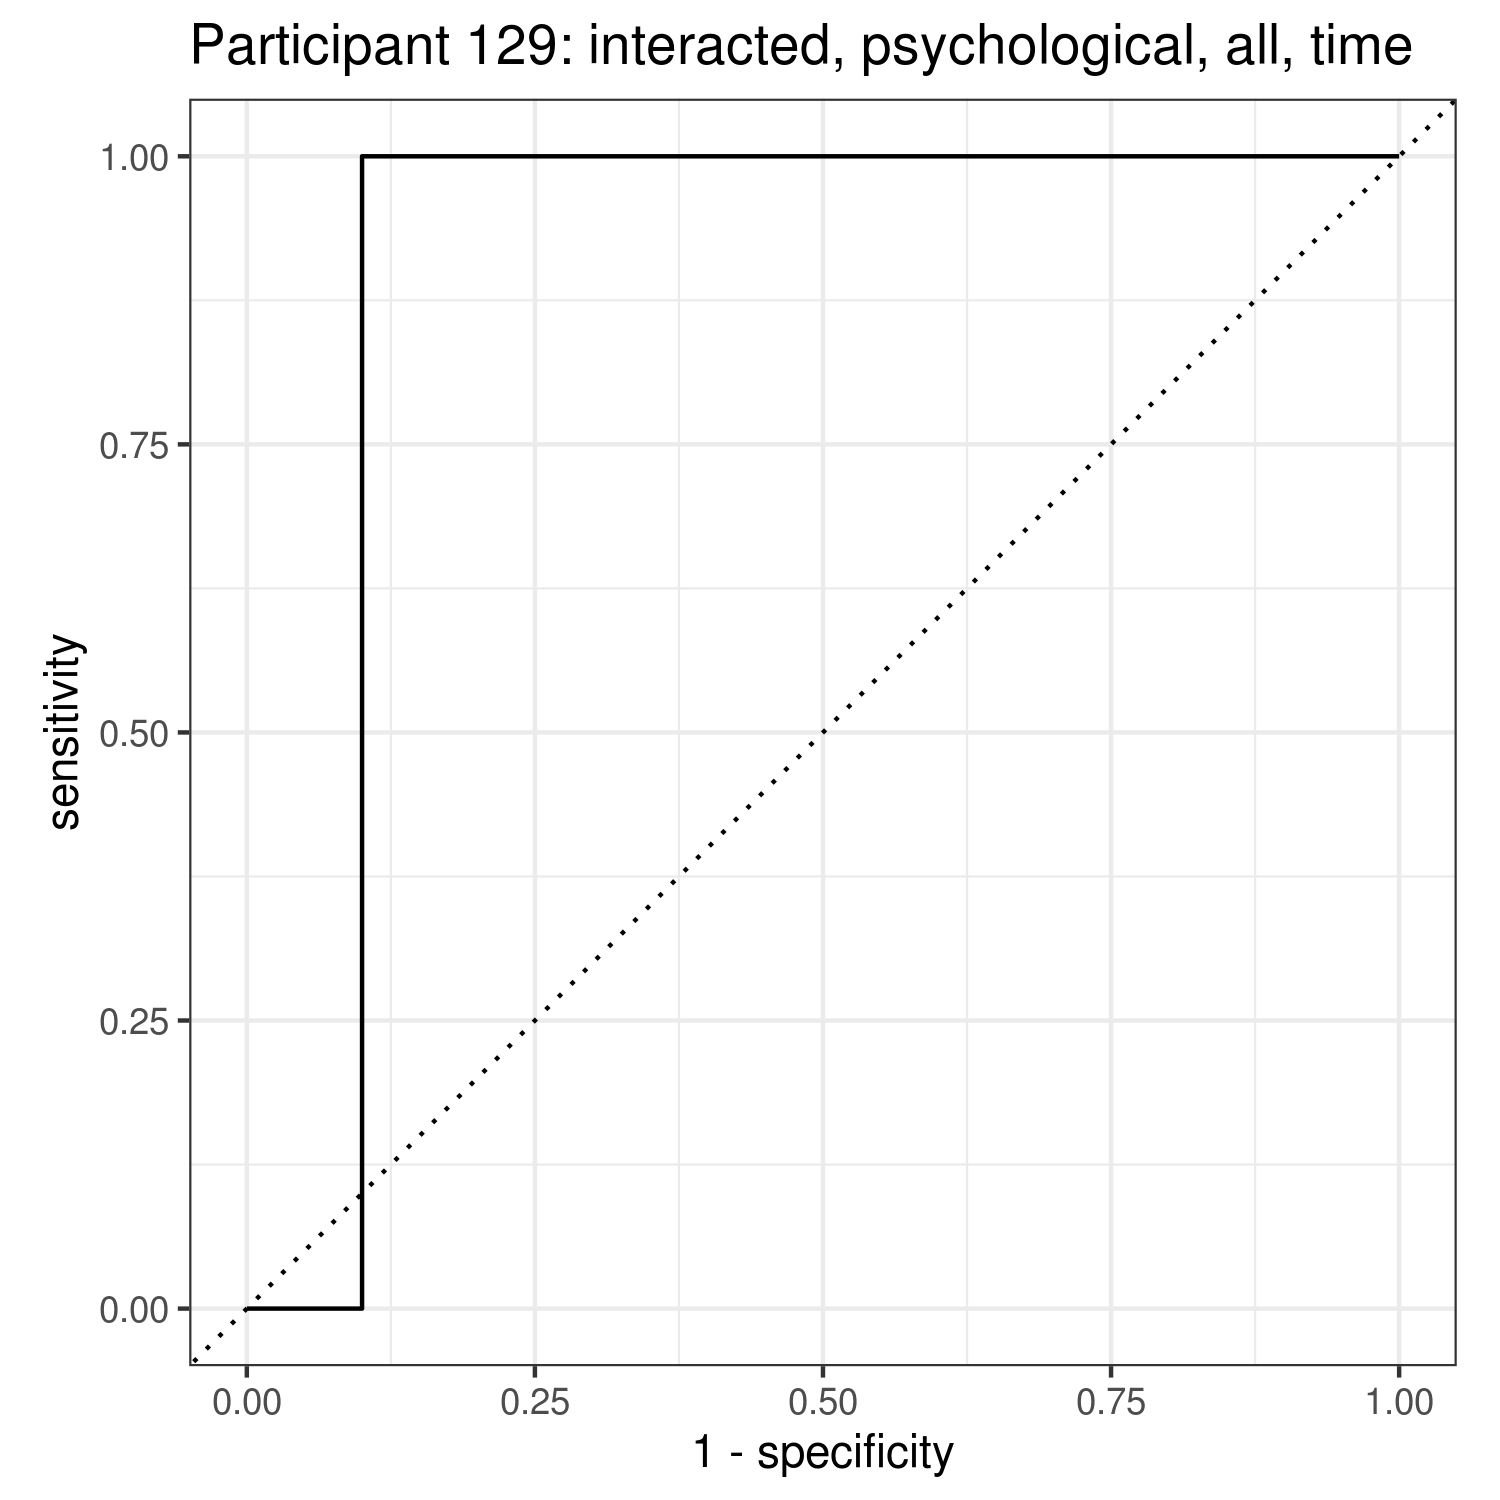 Participant 129: interacted, psychological, all, time
1.00
0.75
0.50
0.25
0.00
sensitivity
0.00 0.25 0.50 0.75 1.00
1 - specificity